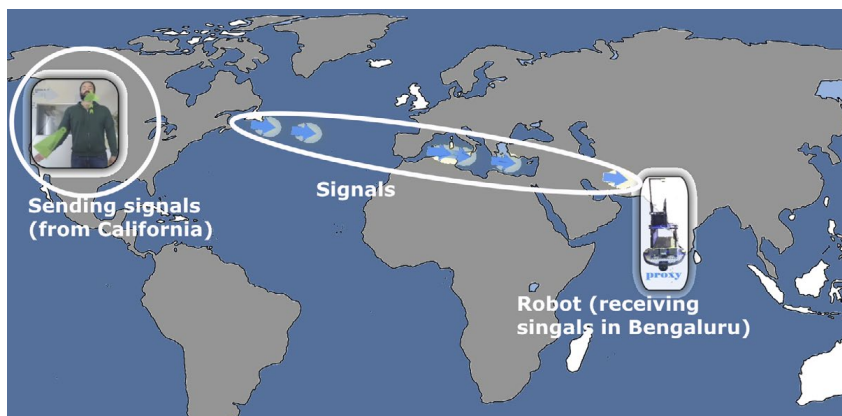 Signals
Sending signals
(from California)
proxy
Robot (receiving
singals in Bengaluru)